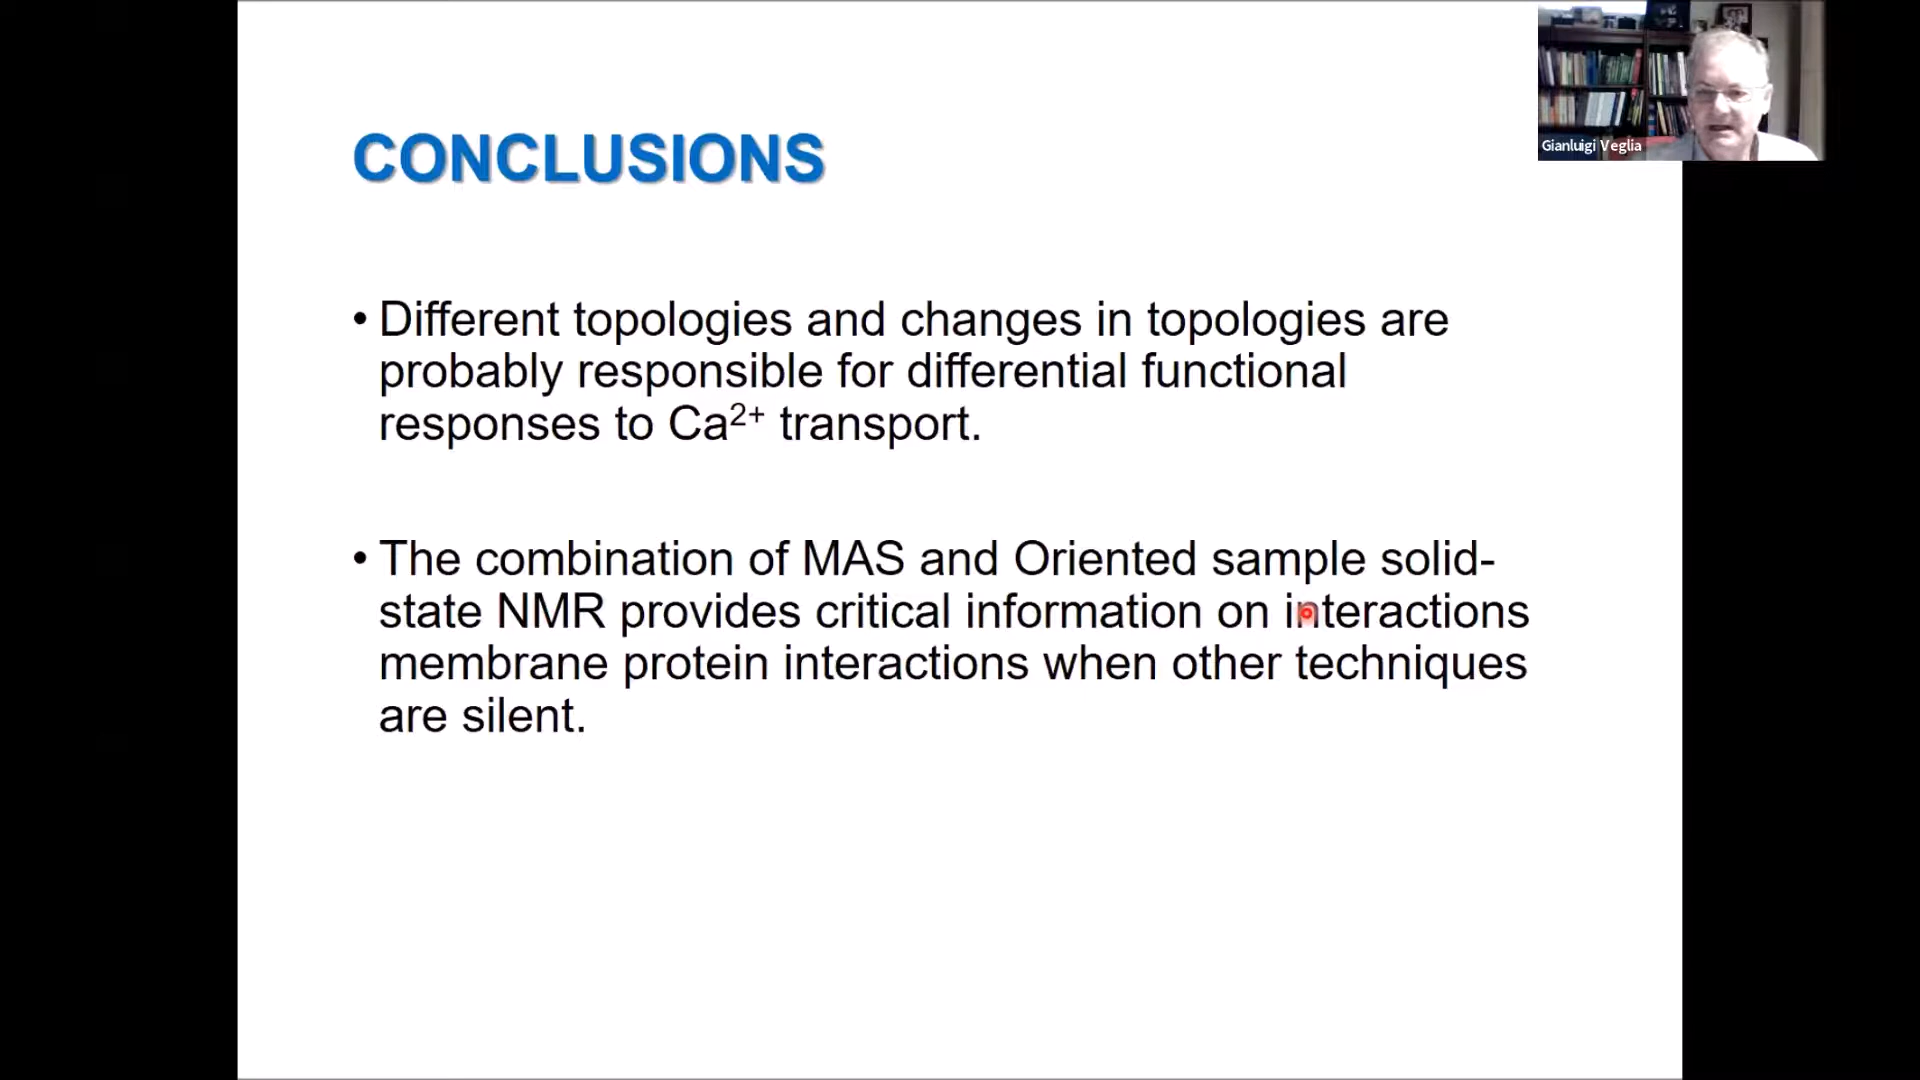 CONCLUSIONS
• Different topologies and changes in topologies are
probably responsible for differential functional
responses to Ca²⁺ transport.
• The combination of MAS and Oriented sample solid-
state NMR provides critical information on interactions
membrane protein interactions when other techniques
are silent.
Gianluigi Veglia